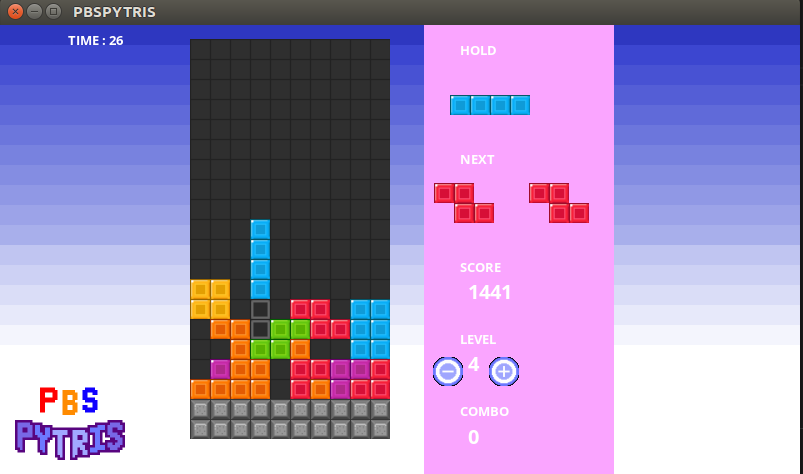 PBSPYTRIS
TIME : 26
HOLD
NEXT
SCORE
1441
LEVEL
4
COMBO
0
PBS
PYTRIS